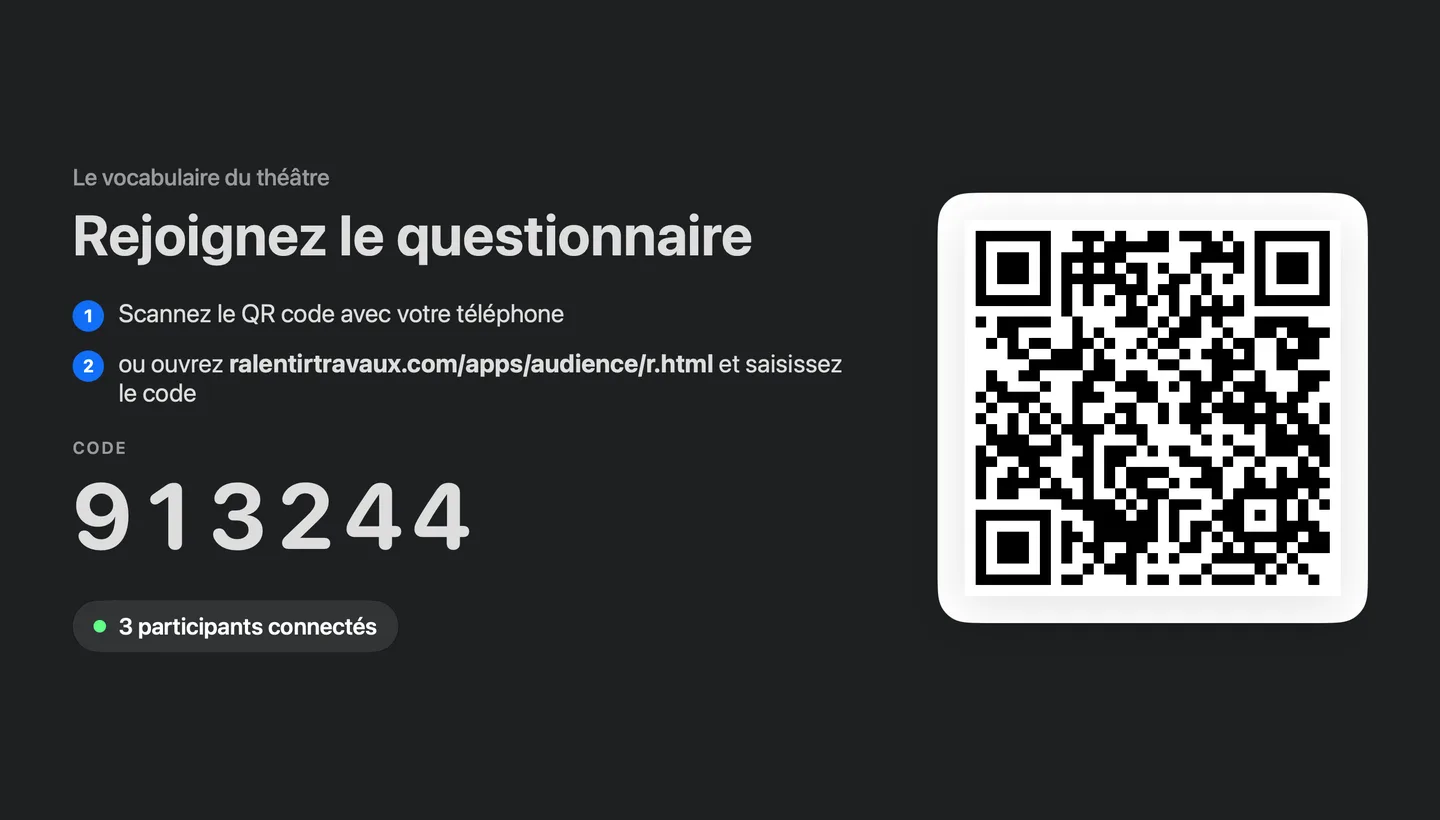 Le vocabulaire du théâtre
Rejoignez le questionnaire
1 Scannez le QR code avec votre téléphone
2 ou ouvrez ralentirtravaux.com/apps/audience/r.html et saisissez
le code
CODE
913244
3 participants connectés